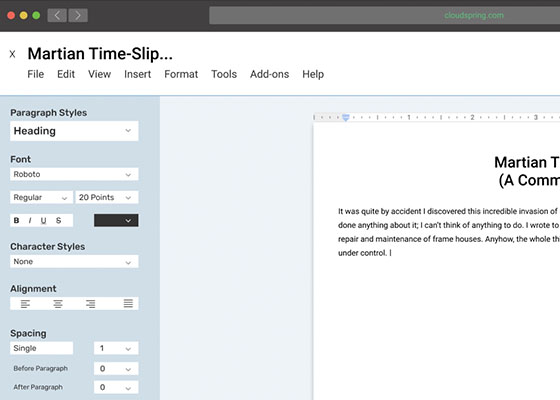 cloudspring.com
X Martian Time-Slip...
File Edit View Insert Format Tools Add-ons Help
Paragraph Styles
Heading
Font
Roboto
Regular 20 Points
B I U S
Character Styles
None
Alignment
Spacing
Single 1
Before Paragraph 0
After Paragraph 0
1 2 3
Martian T
(A Comm
It was quite by accident I discovered this incredible invasion of
done anything about it; I can't think of anything to do. I wrote to
repair and maintenance of frame houses. Anyhow, the whole th
under control.